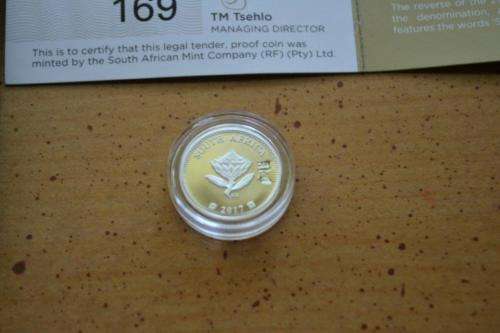 169
TM Tsehlo
MANAGING DIRECTOR
This is to certify that this legal tender, proof coin was
minted by the South African Mint Company (RF) (Pty) Ltd.
The reverse of the
the denomination,
features the words
SOUTH AFRICA
2017